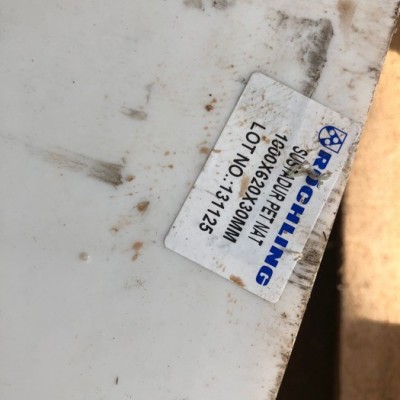 RÖCHLING
SUSTADUR PET NAT
1000X620X30MM
LOT NO.:131125